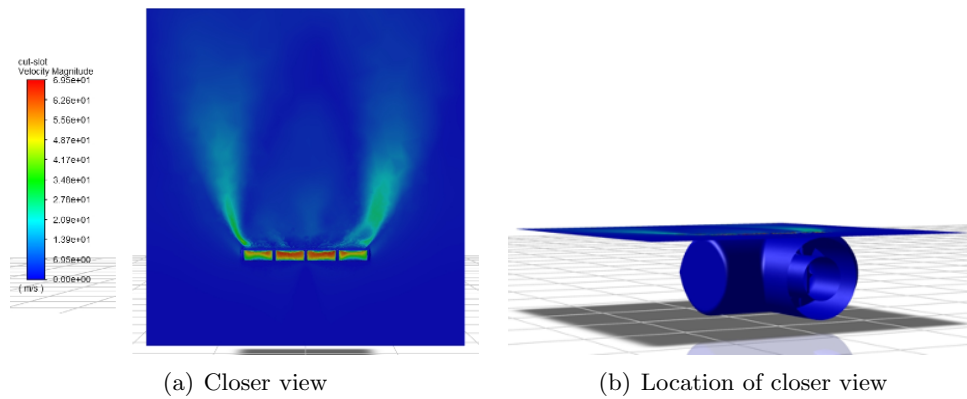 cut-slot
Velocity Magnitude
6.95e+01
6.26e+01
5.56e+01
4.87e+01
4.17e+01
3.48e+01
2.78e+01
2.09e+01
1.39e+01
6.95e+00
0.00e+00
( m/s )
(a) Closer view
(b) Location of closer view